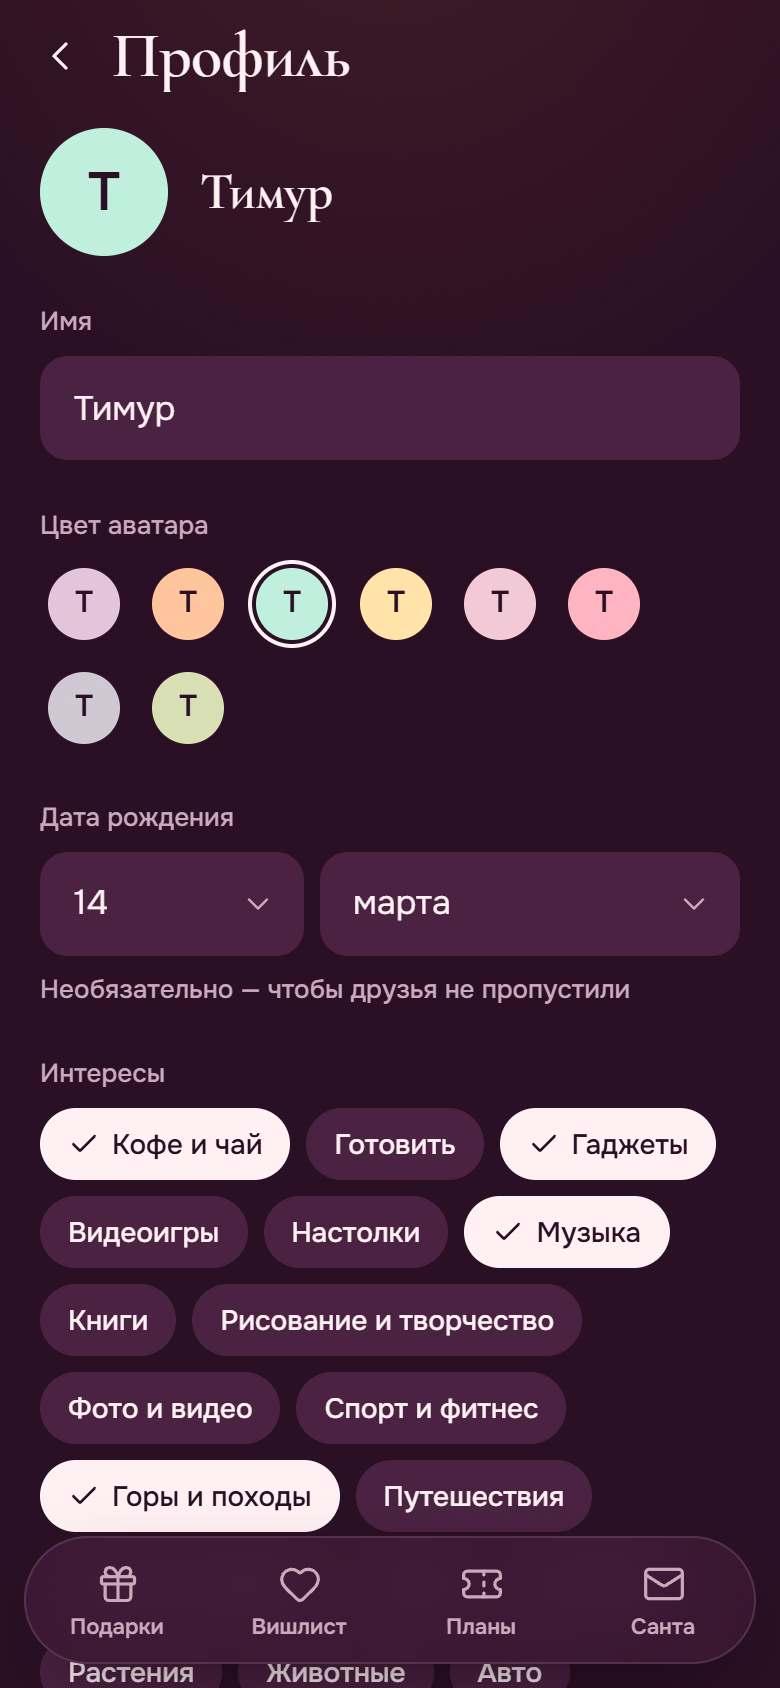 Профиль
Т
Тимур
Имя
Тимур
Цвет аватара
Т Т Т Т Т Т
Т Т
Дата рождения
14 марта
Необязательно — чтобы друзья не пропустили
Интересы
Кофе и чай Готовить Гаджеты
Видеоигры Настолки Музыка
Книги Рисование и творчество
Фото и видео Спорт и фитнес
Горы и походы Путешествия
Подарки Вишлист Планы Санта
Растения Животные Авто